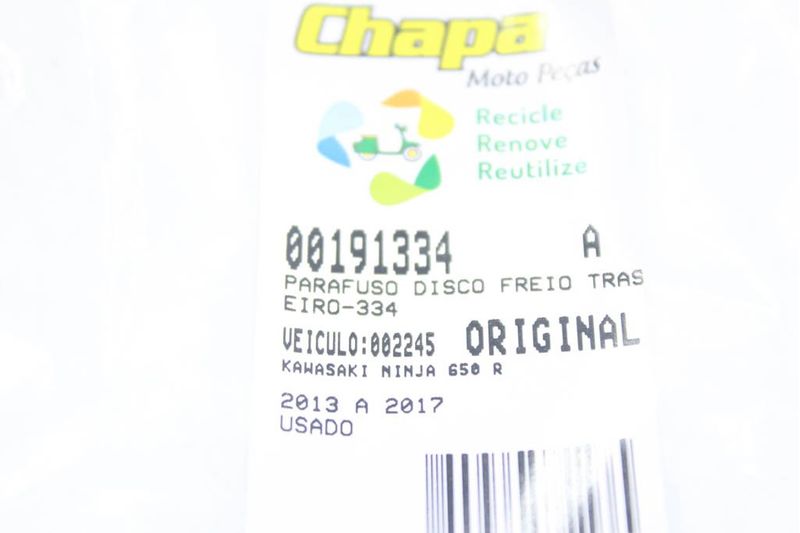 Chapa
Moto Peças
Recicle
Renove
Reutilize
00191334 A
PARAFUSO DISCO FREIO TRAS
EIRO-334
VEICULO:002245 ORIGINAL
KAWASAKI NINJA 650 R
2013 A 2017
USADO